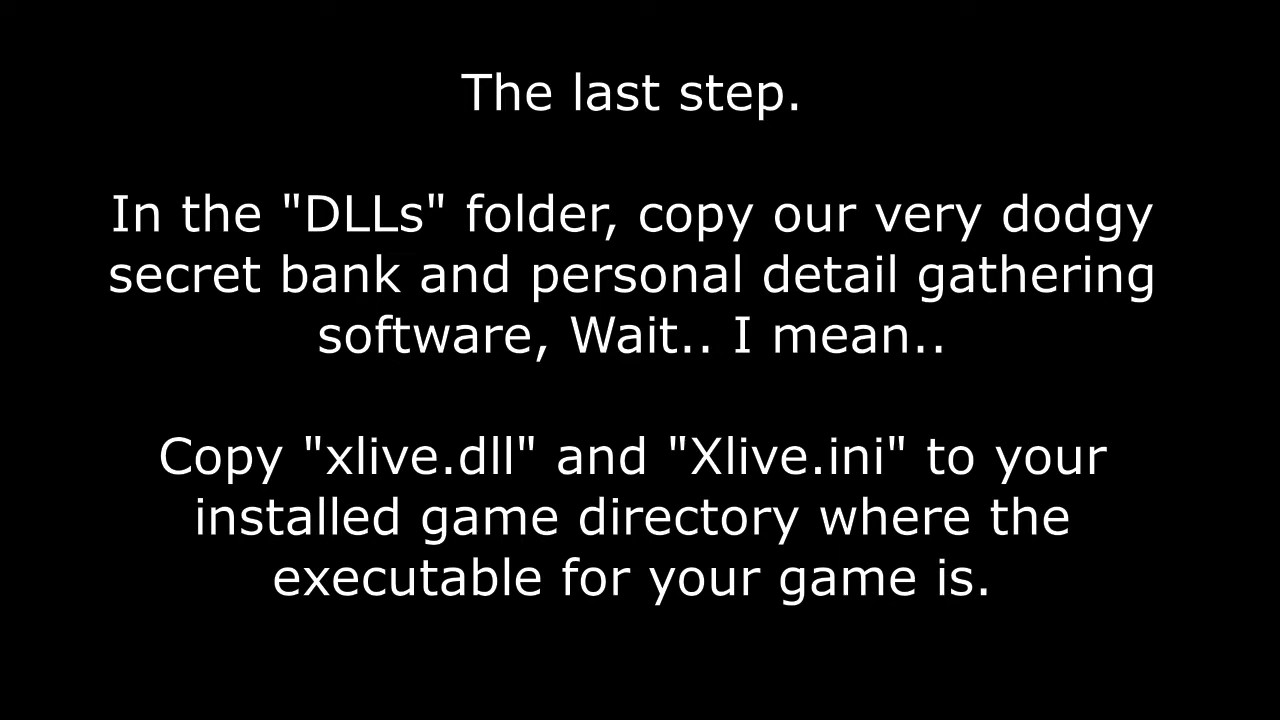 The last step.
In the "DLLs" folder, copy our very dodgy
secret bank and personal detail gathering
software, Wait.. I mean..
Copy "xlive.dll" and "Xlive.ini" to your
installed game directory where the
executable for your game is.